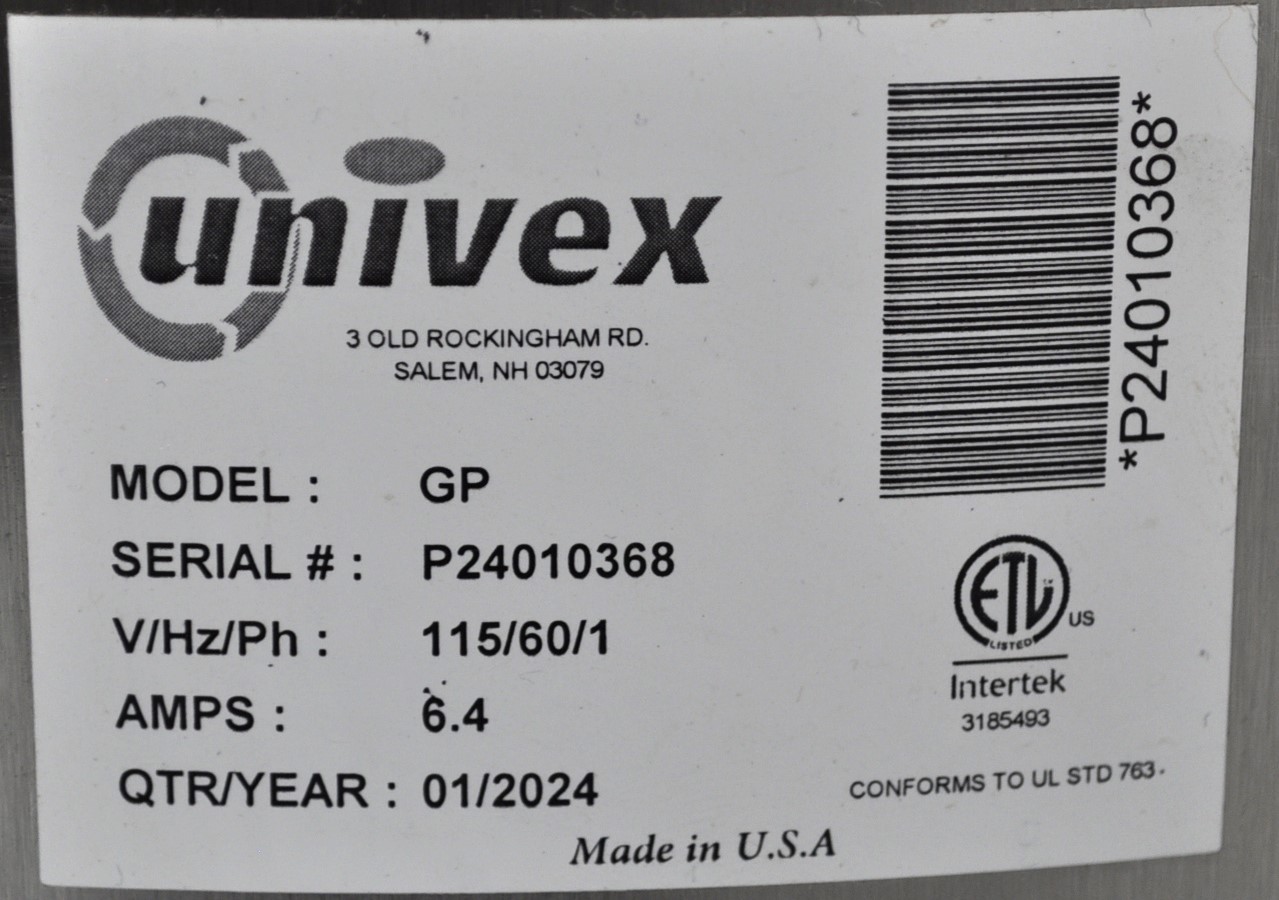 univex
3 OLD ROCKINGHAM RD.
SALEM, NH 03079
*P24010368*
MODEL : GP
SERIAL # : P24010368
V/Hz/Ph : 115/60/1
AMPS : 6.4
QTR/YEAR : 01/2024
ETL
LISTED
US
Intertek
3185493
CONFORMS TO UL STD 763.
Made in U.S.A